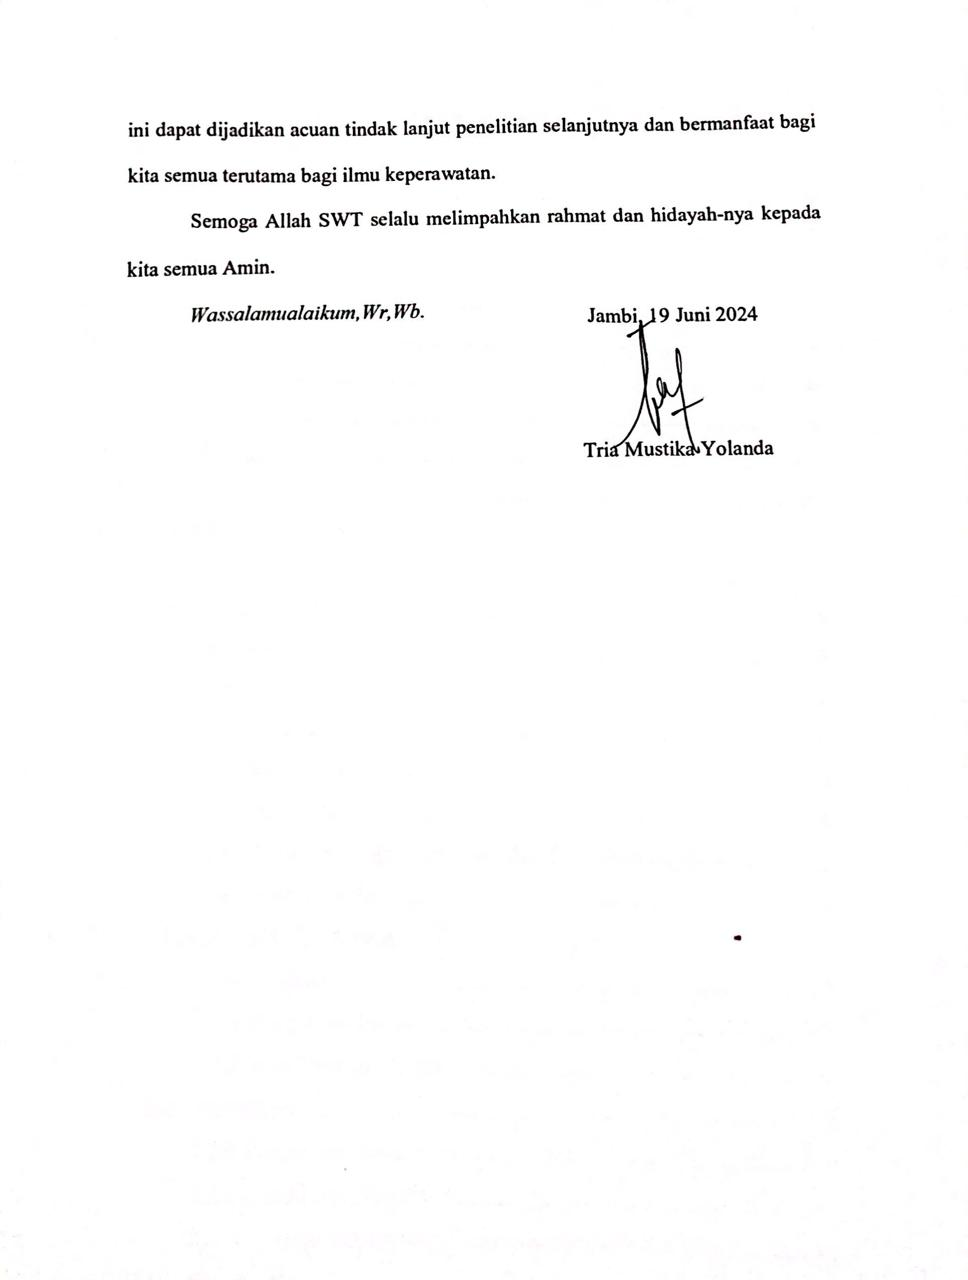 ini dapat dijadikan acuan tindak lanjut penelitian selanjutnya dan bermanfaat bagi
kita semua terutama bagi ilmu keperawatan.
Semoga Allah SWT selalu melimpahkan rahmat dan hidayah-nya kepada
kita semua Amin.
Wassalamualaikum,Wr,Wb.
Jambi, 19 Juni 2024
Tria Mustika Yolanda